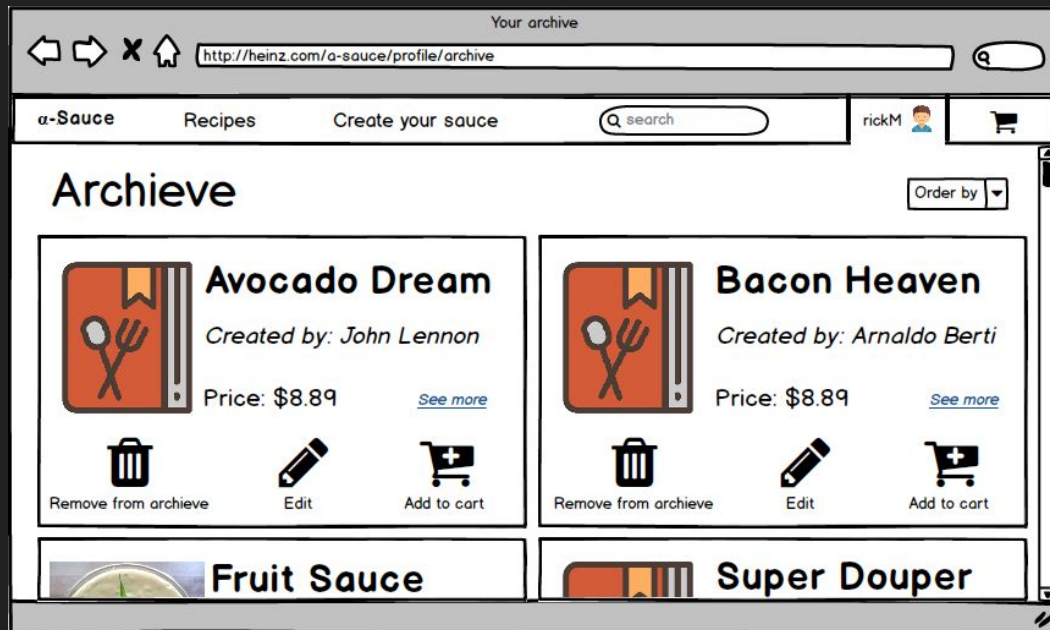 Your archive
http://heinz.com/a-sauce/profile/archive
α-Sauce Recipes Create your sauce search rickM
Archieve
Order by
Avocado Dream
Created by: John Lennon
Price: $8.89 See more
Remove from archieve Edit Add to cart
Bacon Heaven
Created by: Arnaldo Berti
Price: $8.89 See more
Remove from archieve Edit Add to cart
Fruit Sauce
Super Douper